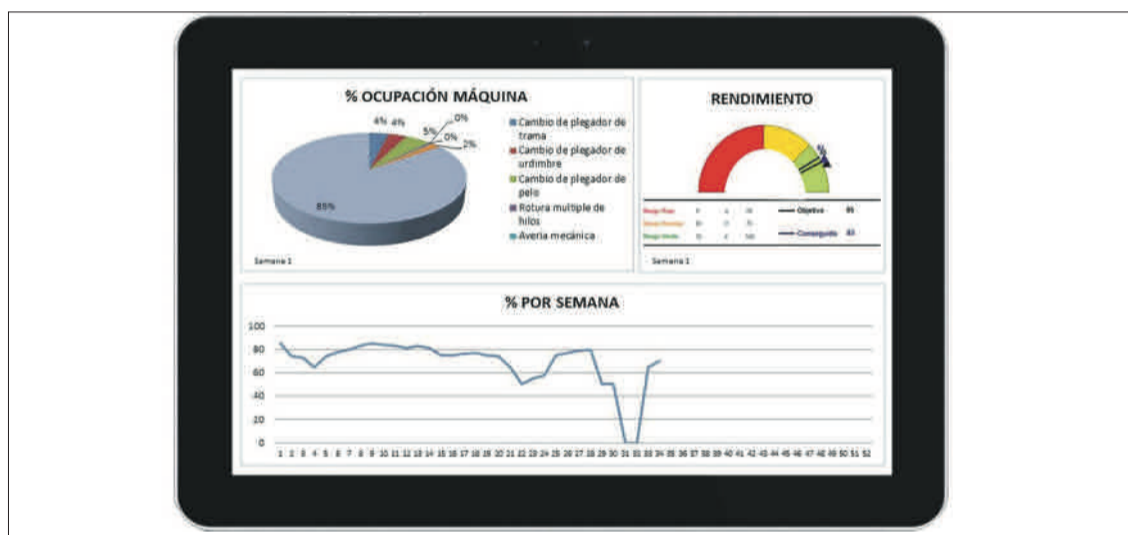 % OCUPACIÓN MÁQUINA
4%
4%
5%
0%
0%
2%
85%
Cambio de plegador de
trama
Cambio de plegador de
urdimbre
Cambio de plegador de
pelo
Rotura multiple de
hilos
Averia mecánica
Semana 1
RENDIMIENTO
%
Objetivo
Conseguido
Semana 1
% POR SEMANA
100
80
60
40
20
0
1 2 3 4 5 6 7 8 9 10 11 12 13 14 15 16 17 18 19 20 21 22 23 24 25 26 27 28 29 30 31 32 33 34 35 36 37 38 39 40 41 42 43 44 45 46 47 48 49 50 51 52